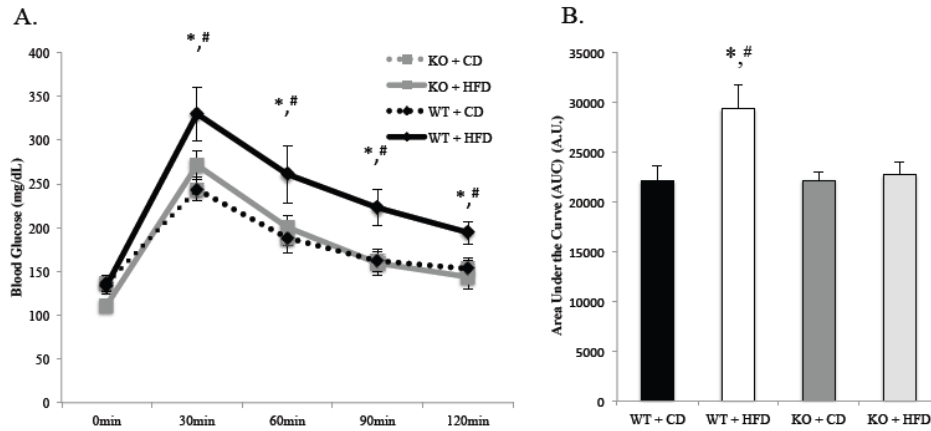 A.
Blood Glucose (mg/dL)
400
350
300
250
200
150
100
50
0
*,#
*,#
*,#
*,#
KO + CD
KO + HFD
WT + CD
WT + HFD
0min 30min 60min 90min 120min
B.
Area Under the Curve (AUC) (A.U.)
35000
30000
25000
20000
15000
10000
5000
0
*,#
WT + CD WT + HFD KO + CD KO + HFD